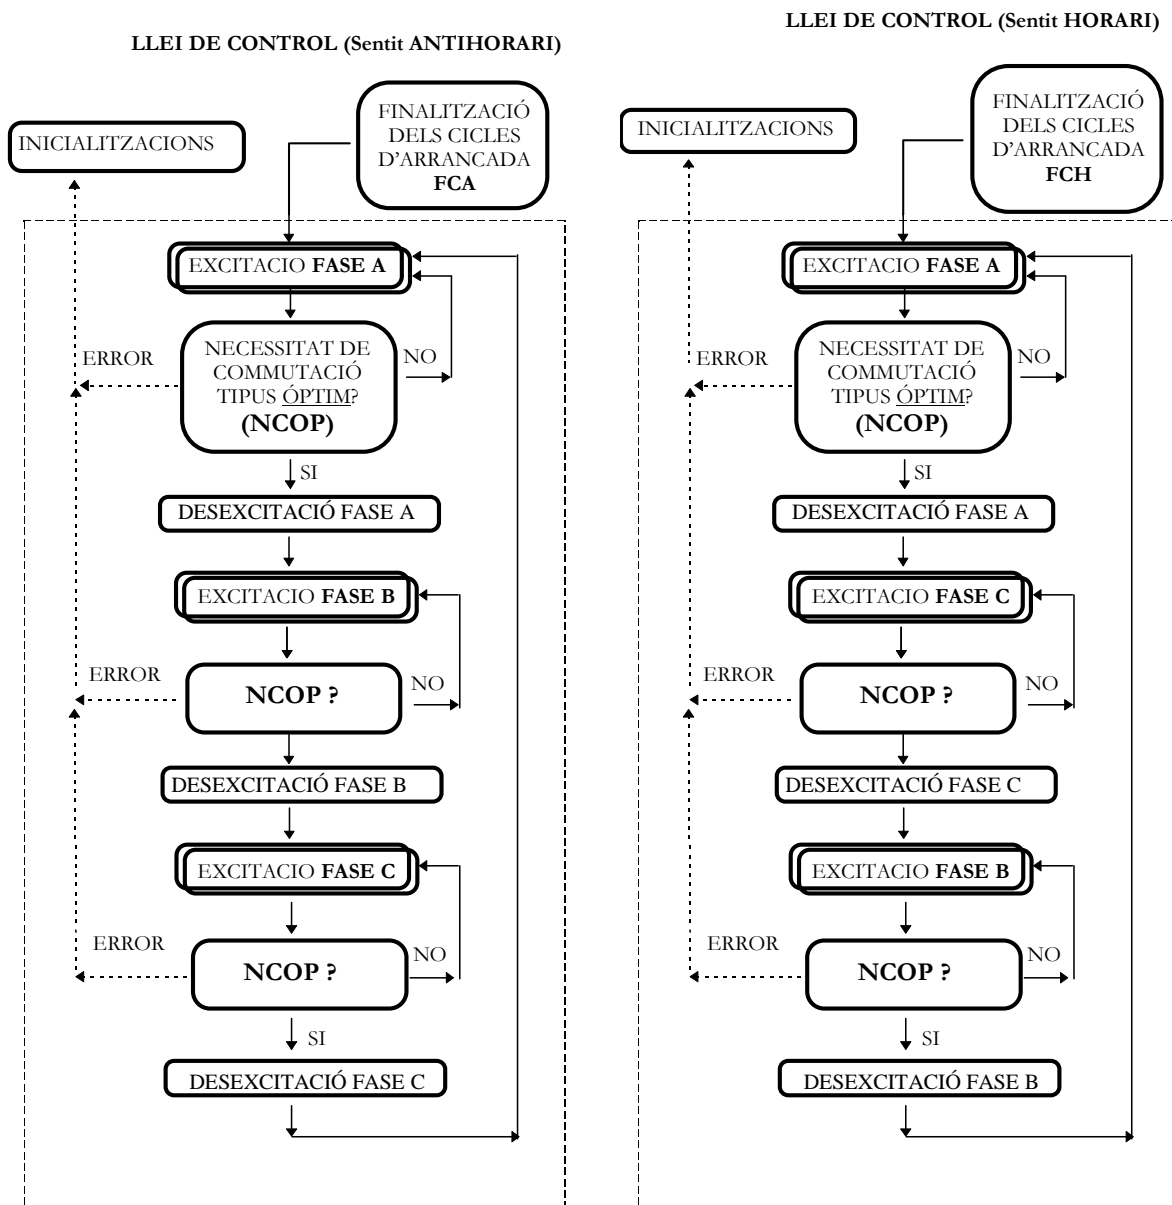 LLEI DE CONTROL (Sentit ANTIHORARI)
FINALITZACIÓ
DELS CICLES
D'ARRANCADA
FCA
INICIALITZACIONS
EXCITACIO FASE A
NECESSITAT DE
COMMUTACIÓ
TIPUS ÓPTIM?
(NCOP)
ERROR
NO
SI
DESEXCITACIÓ FASE A
EXCITACIO FASE B
ERROR
NCOP ?
NO
DESEXCITACIÓ FASE B
EXCITACIO FASE C
ERROR
NCOP ?
NO
SI
DESEXCITACIÓ FASE C
LLEI DE CONTROL (Sentit HORARI)
FINALITZACIÓ
DELS CICLES
D'ARRANCADA
FCH
INICIALITZACIONS
EXCITACIO FASE A
NECESSITAT DE
COMMUTACIÓ
TIPUS ÓPTIM?
(NCOP)
ERROR
NO
SI
DESEXCITACIÓ FASE A
EXCITACIO FASE C
ERROR
NCOP ?
NO
DESEXCITACIÓ FASE C
EXCITACIO FASE B
ERROR
NCOP ?
NO
SI
DESEXCITACIÓ FASE B